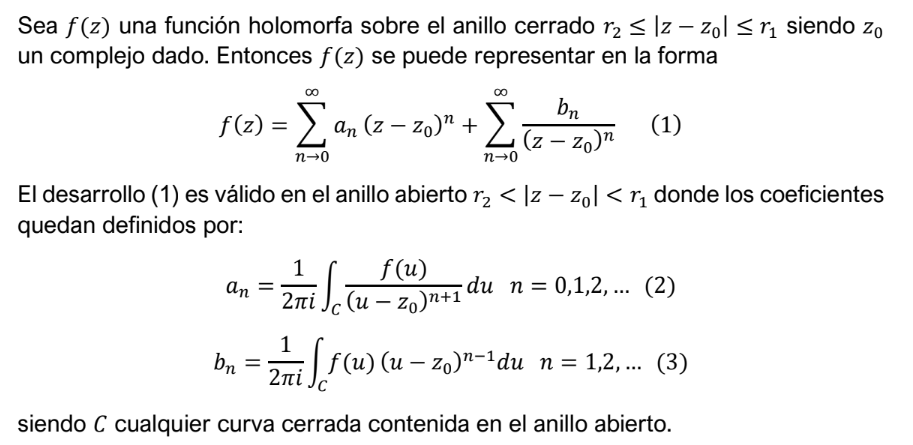 Sea f(z) una función holomorfa sobre el anillo cerrado r₂ ≤ |z − z₀| ≤ r₁ siendo z₀
un complejo dado. Entonces f(z) se puede representar en la forma
f(z) = ∑_{n→0}^{∞} aₙ (z − z₀)ⁿ + ∑_{n→0}^{∞} bₙ/(z − z₀)ⁿ (1)
El desarrollo (1) es válido en el anillo abierto r₂ < |z − z₀| < r₁ donde los coeficientes
quedan definidos por:
aₙ = 1/(2πi) ∫_C f(u)/(u − z₀)ⁿ⁺¹ du n = 0,1,2, ... (2)
bₙ = 1/(2πi) ∫_C f(u) (u − z₀)ⁿ⁻¹ du n = 1,2, ... (3)
siendo C cualquier curva cerrada contenida en el anillo abierto.